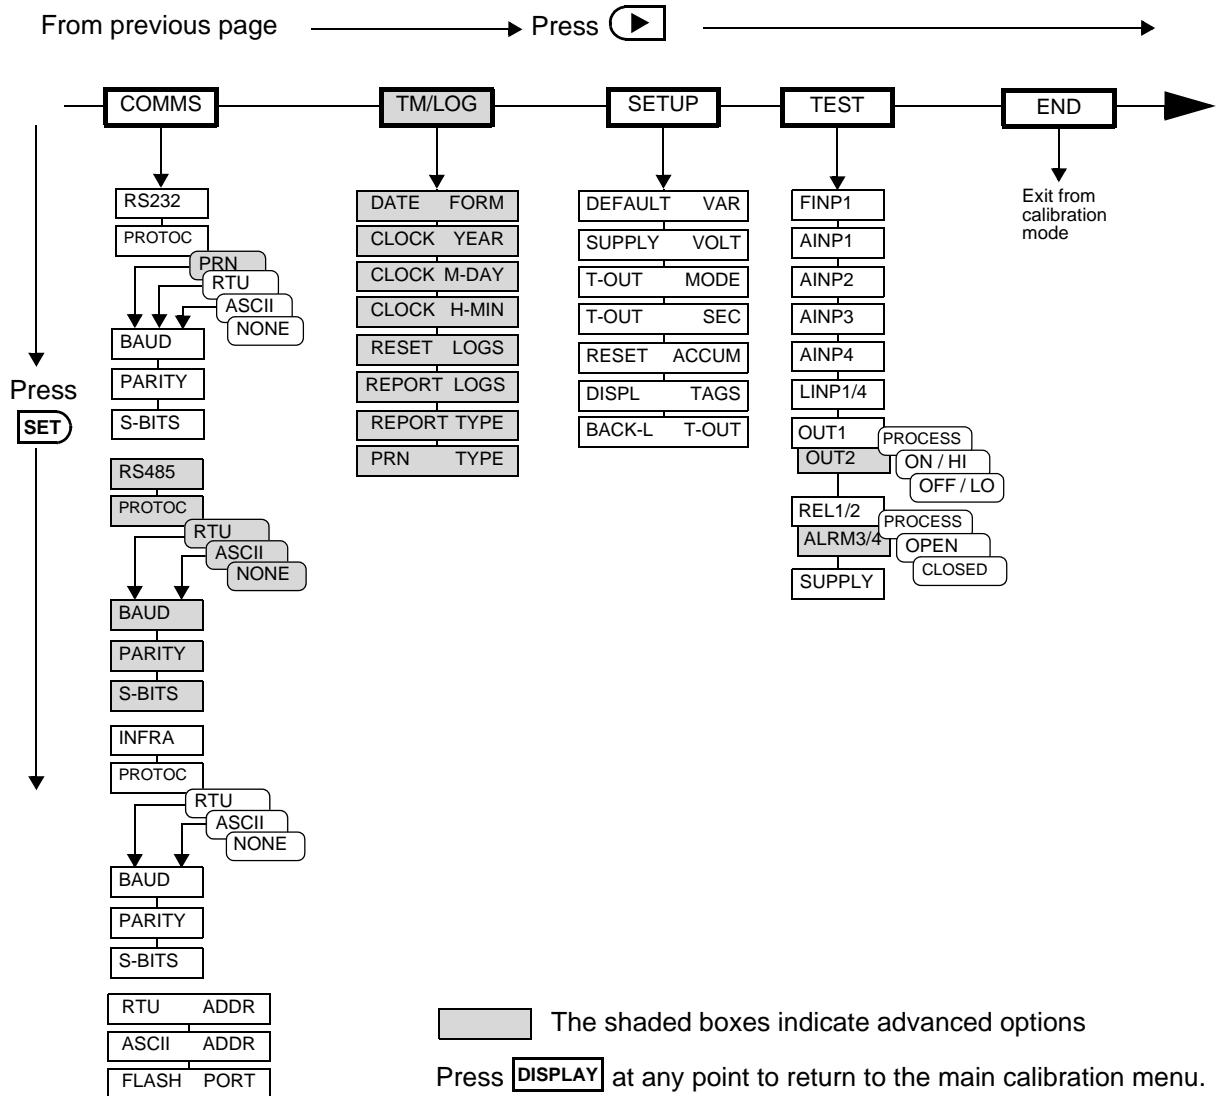 From previous page
Press
COMMS
TM/LOG
SETUP
TEST
END
Press
SET
RS232
PROTOC
PRN
RTU
ASCII
NONE
BAUD
PARITY
S-BITS
RS485
PROTOC
RTU
ASCII
NONE
BAUD
PARITY
S-BITS
INFRA
PROTOC
RTU
ASCII
NONE
BAUD
PARITY
S-BITS
RTU ADDR
ASCII ADDR
FLASH PORT
DATE FORM
CLOCK YEAR
CLOCK M-DAY
CLOCK H-MIN
RESET LOGS
REPORT LOGS
REPORT TYPE
PRN TYPE
DEFAULT VAR
SUPPLY VOLT
T-OUT MODE
T-OUT SEC
RESET ACCUM
DISPL TAGS
BACK-L T-OUT
FINP1
AINP1
AINP2
AINP3
AINP4
LINP1/4
OUT1
OUT2
PROCESS
ON / HI
OFF / LO
REL1/2
ALRM3/4
PROCESS
OPEN
CLOSED
SUPPLY
Exit from
calibration
mode
The shaded boxes indicate advanced options
Press DISPLAY at any point to return to the main calibration menu.